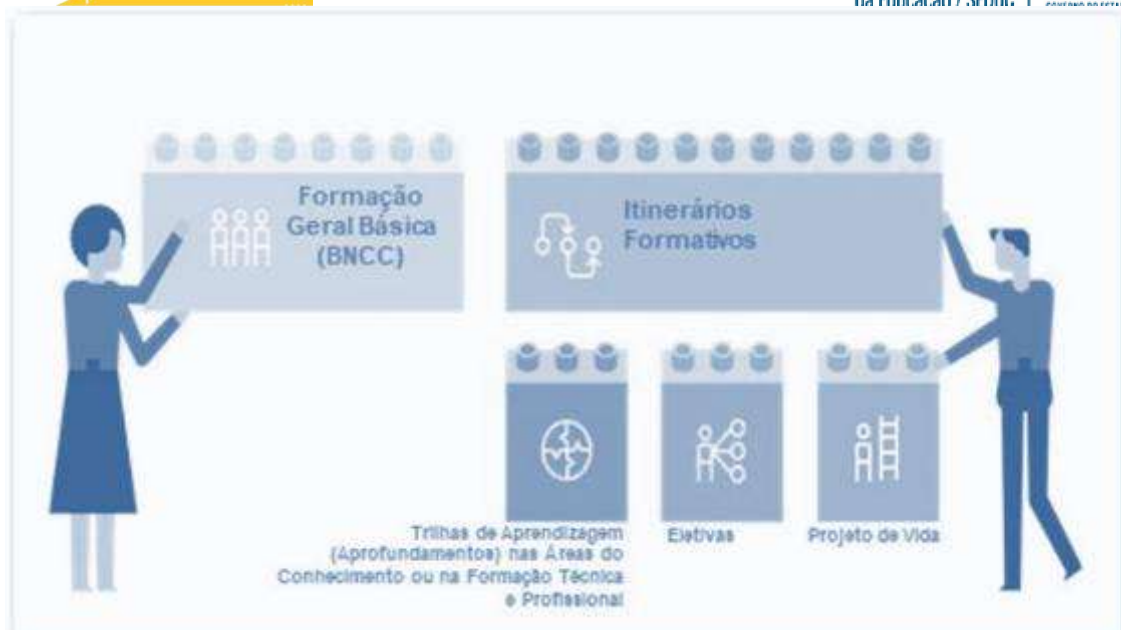 Formação
Geral Básica
(BNCC)
Itinerários
Formativos
Trilhas de Aprendizagem
(Aprofundamentos) nas Áreas do
Conhecimento ou na Formação Técnica
e Profissional
Eletivas
Projeto de Vida